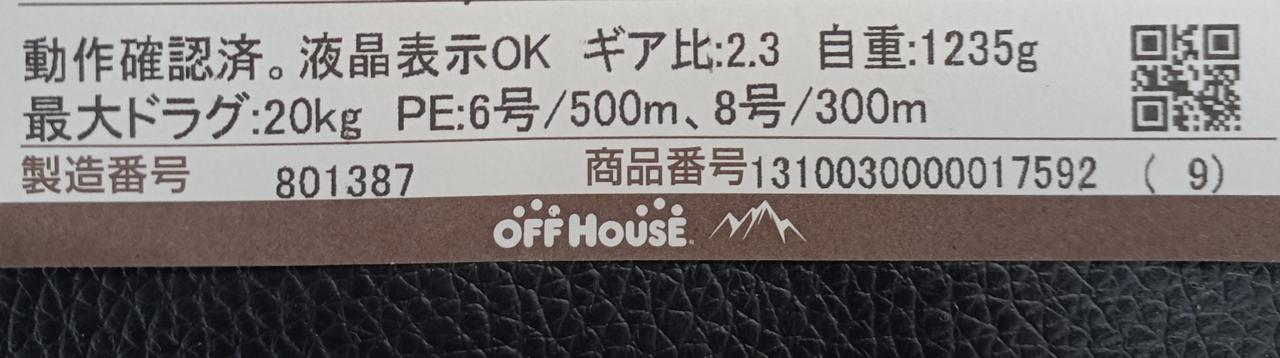 動作確認済。液晶表示OK ギア比:2.3 自重:1235g
最大ドラグ:20kg PE:6号/500m、8号/300m
製造番号 801387 商品番号1310030000017592 ( 9)
OFF HOUSE